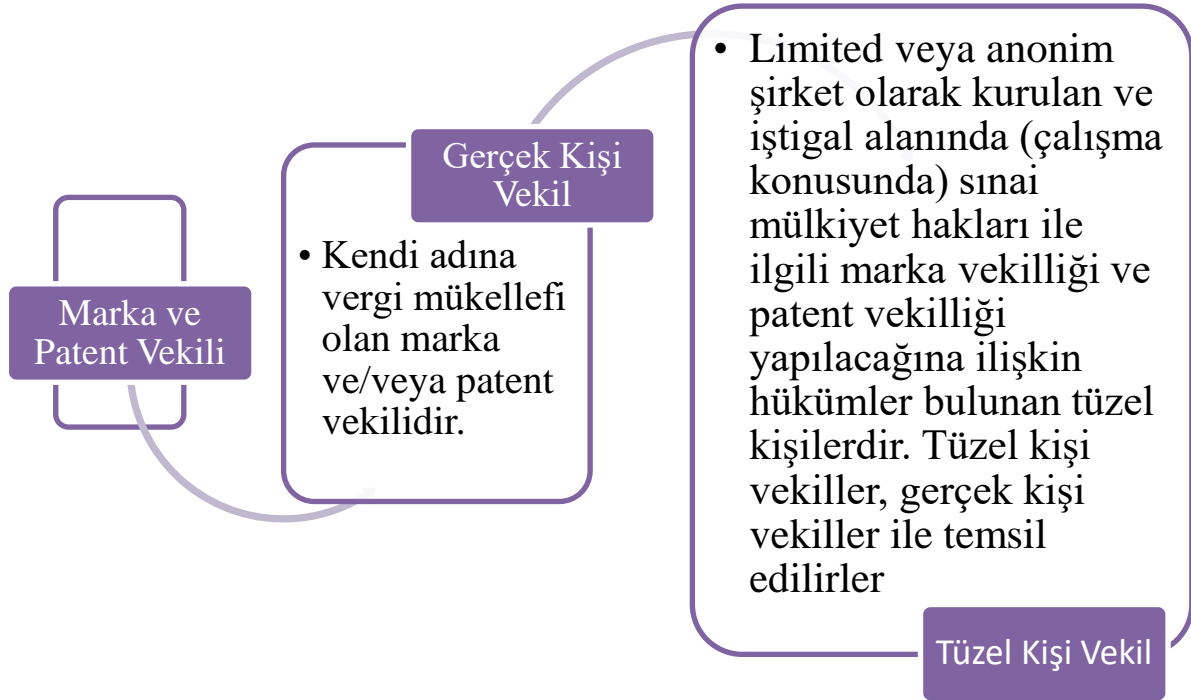 Marka ve
Patent Vekili
Gerçek Kişi
Vekil
• Kendi adına
vergi mükellefi
olan marka
ve/veya patent
vekilidir.
• Limited veya anonim
şirket olarak kurulan ve
iştigal alanında (çalışma
konusunda) sınai
mülkiyet hakları ile
ilgili marka vekilliği ve
patent vekilliği
yapılacağına ilişkin
hükümler bulunan tüzel
kişilerdir. Tüzel kişi
vekiller, gerçek kişi
vekiller ile temsil
edilirler
Tüzel Kişi Vekil